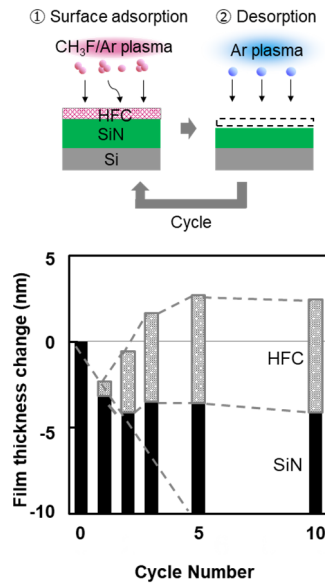 ① Surface adsorption
② Desorption
CH₃F/Ar plasma
Ar plasma
HFC
SiN
Si
Cycle
Film thickness change (nm)
5
0
-5
-10
HFC
SiN
0
5
10
Cycle Number